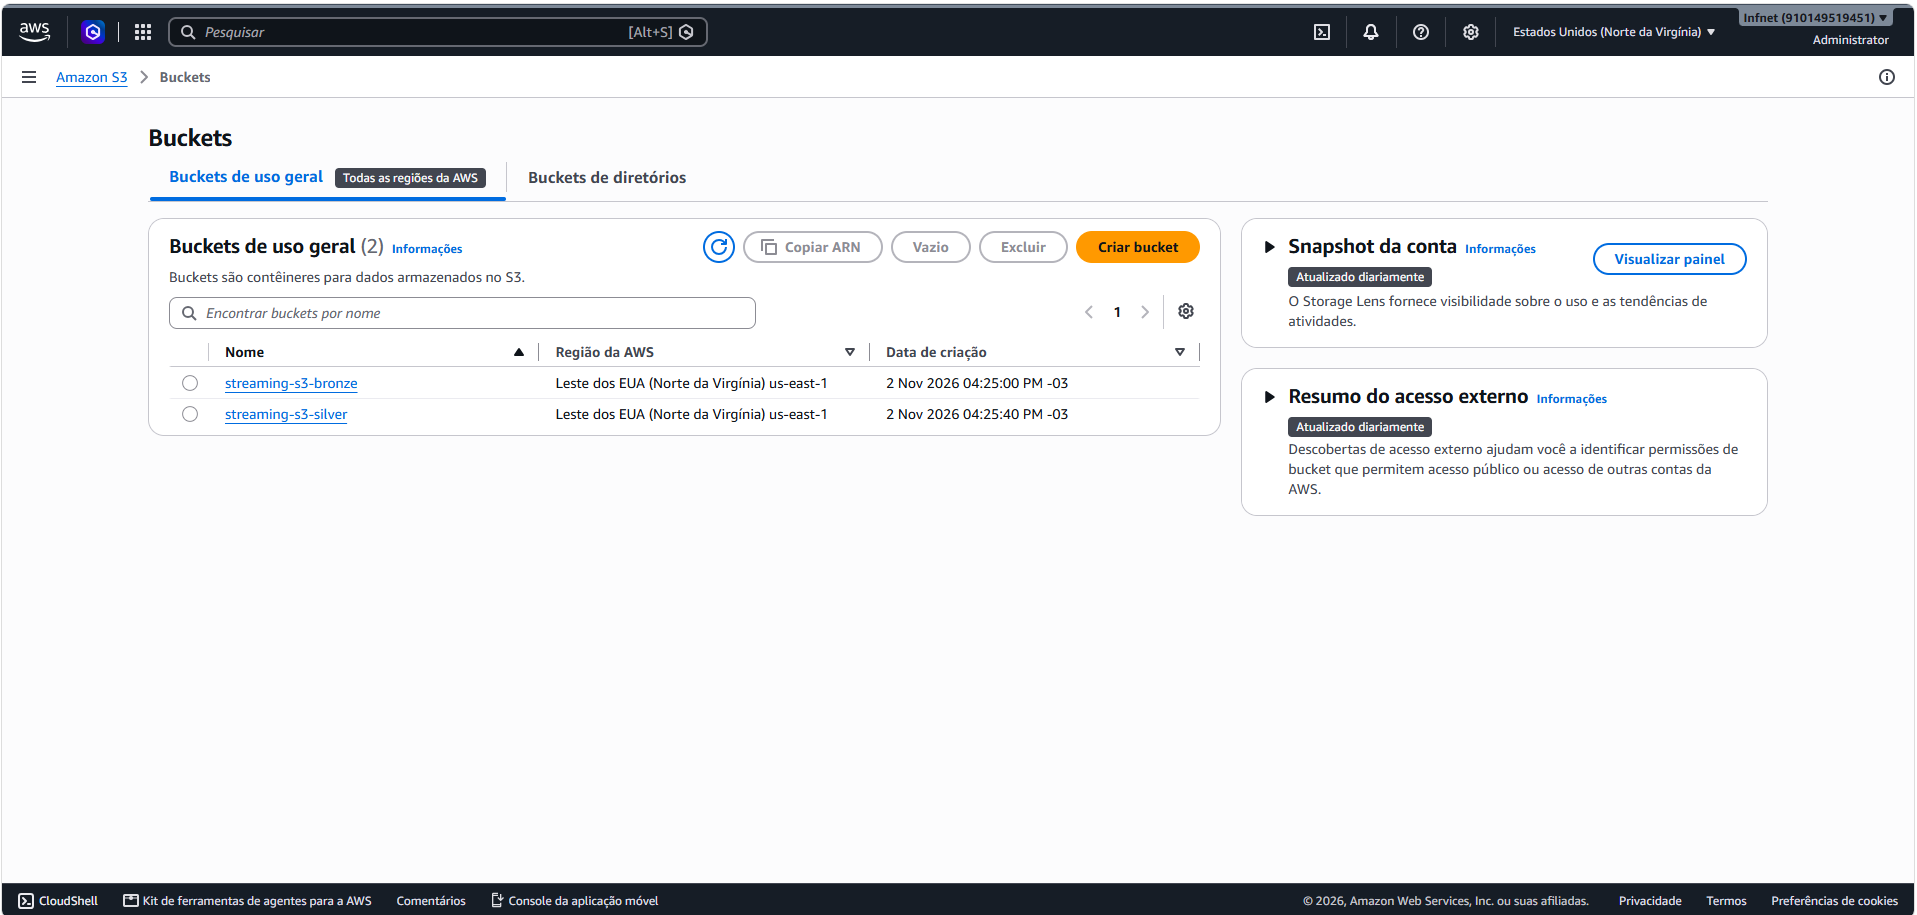 aws
Pesquisar [Alt+S]
Estados Unidos (Norte da Virgínia) ▼
Infnet (910149519451) ▼
Administrator
Amazon S3 > Buckets
Buckets
Buckets de uso geral Todas as regiões da AWS
Buckets de diretórios
Buckets de uso geral (2) Informações
Copiar ARN
Vazio
Excluir
Criar bucket
Buckets são contêineres para dados armazenados no S3.
Encontrar buckets por nome
1
Nome Região da AWS Data de criação
streaming-s3-bronze Leste dos EUA (Norte da Virgínia) us-east-1 2 Nov 2026 04:25:00 PM -03
streaming-s3-silver Leste dos EUA (Norte da Virgínia) us-east-1 2 Nov 2026 04:25:40 PM -03
Snapshot da conta Informações
Visualizar painel
Atualizado diariamente
O Storage Lens fornece visibilidade sobre o uso e as tendências de
atividades.
Resumo do acesso externo Informações
Atualizado diariamente
Descobertas de acesso externo ajudam você a identificar permissões de
bucket que permitem acesso público ou acesso de outras contas da
AWS.
CloudShell Kit de ferramentas de agentes para a AWS Comentários Console da aplicação móvel © 2026, Amazon Web Services, Inc. ou suas afiliadas. Privacidade Termos Preferências de cookies